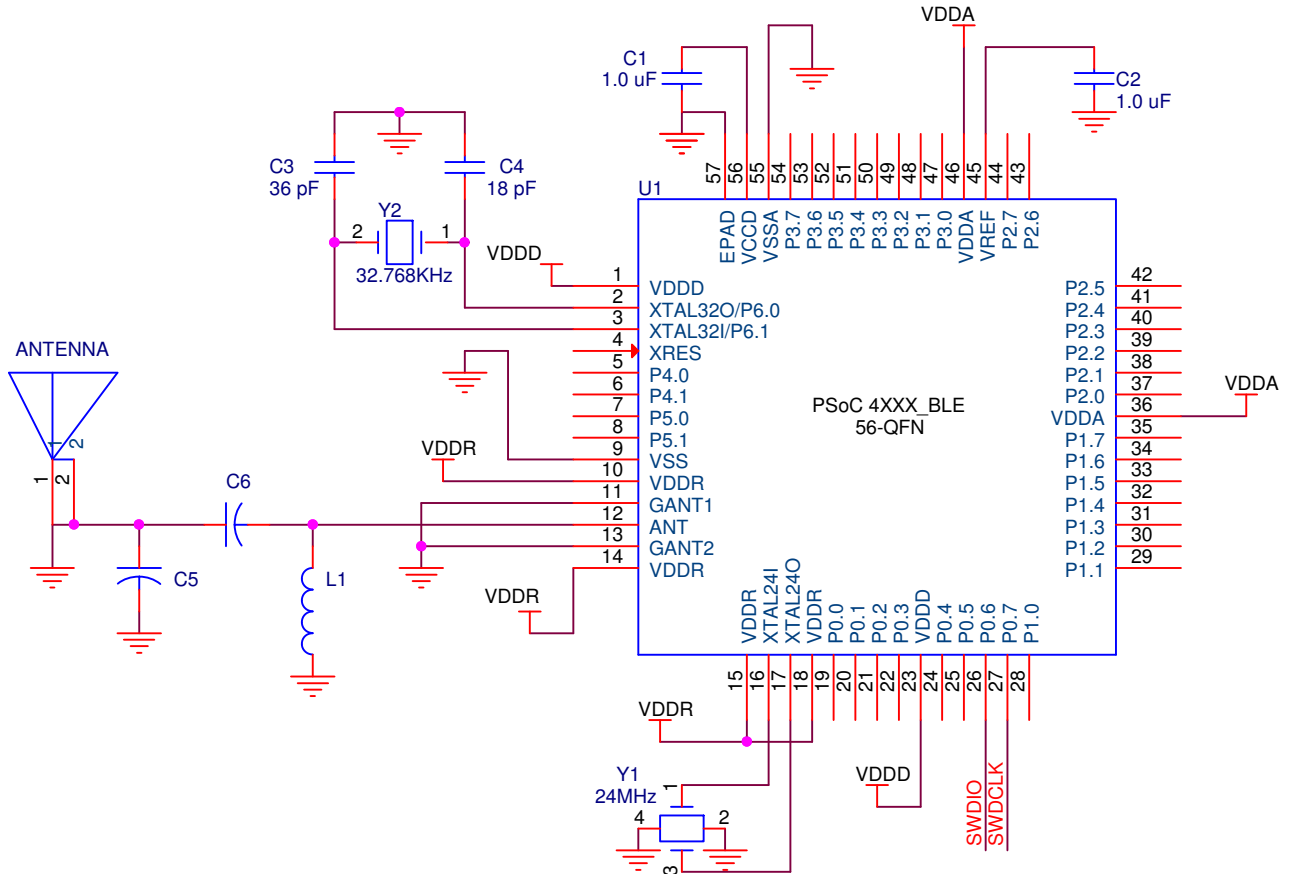 VDDA
C1
1.0 uF
C2
1.0 uF
C3
36 pF
C4
18 pF
Y2
2
1
32.768KHz
57
56
55
54
53
52
51
50
49
48
47
46
45
44
43
U1
EPAD
VCCD
VSSA
P3.7
P3.6
P3.5
P3.4
P3.3
P3.2
P3.1
P3.0
VDDA
VREF
P2.7
P2.6
VDDD
1 VDDD
2 XTAL32O/P6.0
3 XTAL32I/P6.1
4 XRES
5 P4.0
6 P4.1
7 P5.0
8 P5.1
9 VSS
10 VDDR
11 GANT1
12 ANT
13 GANT2
14 VDDR
PSoC 4XXX_BLE
56-QFN
P2.5 42
P2.4 41
P2.3 40
P2.2 39
P2.1 38
P2.0 37
VDDA 36
P1.7 35
P1.6 34
P1.5 33
P1.4 32
P1.3 31
P1.2 30
P1.1 29
VDDA
ANTENNA
1
2
1
2
VDDR
C6
C5
L1
VDDR
VDDR
XTAL24I
XTAL24O
VDDR
P0.0
P0.1
P0.2
P0.3
VDDD
P0.4
P0.5
P0.6
P0.7
P1.0
15
16
17
18
19
20
21
22
23
24
25
26
27
28
VDDR
VDDD
SWDIO
SWDCLK
Y1
24MHz
1
4
2
3